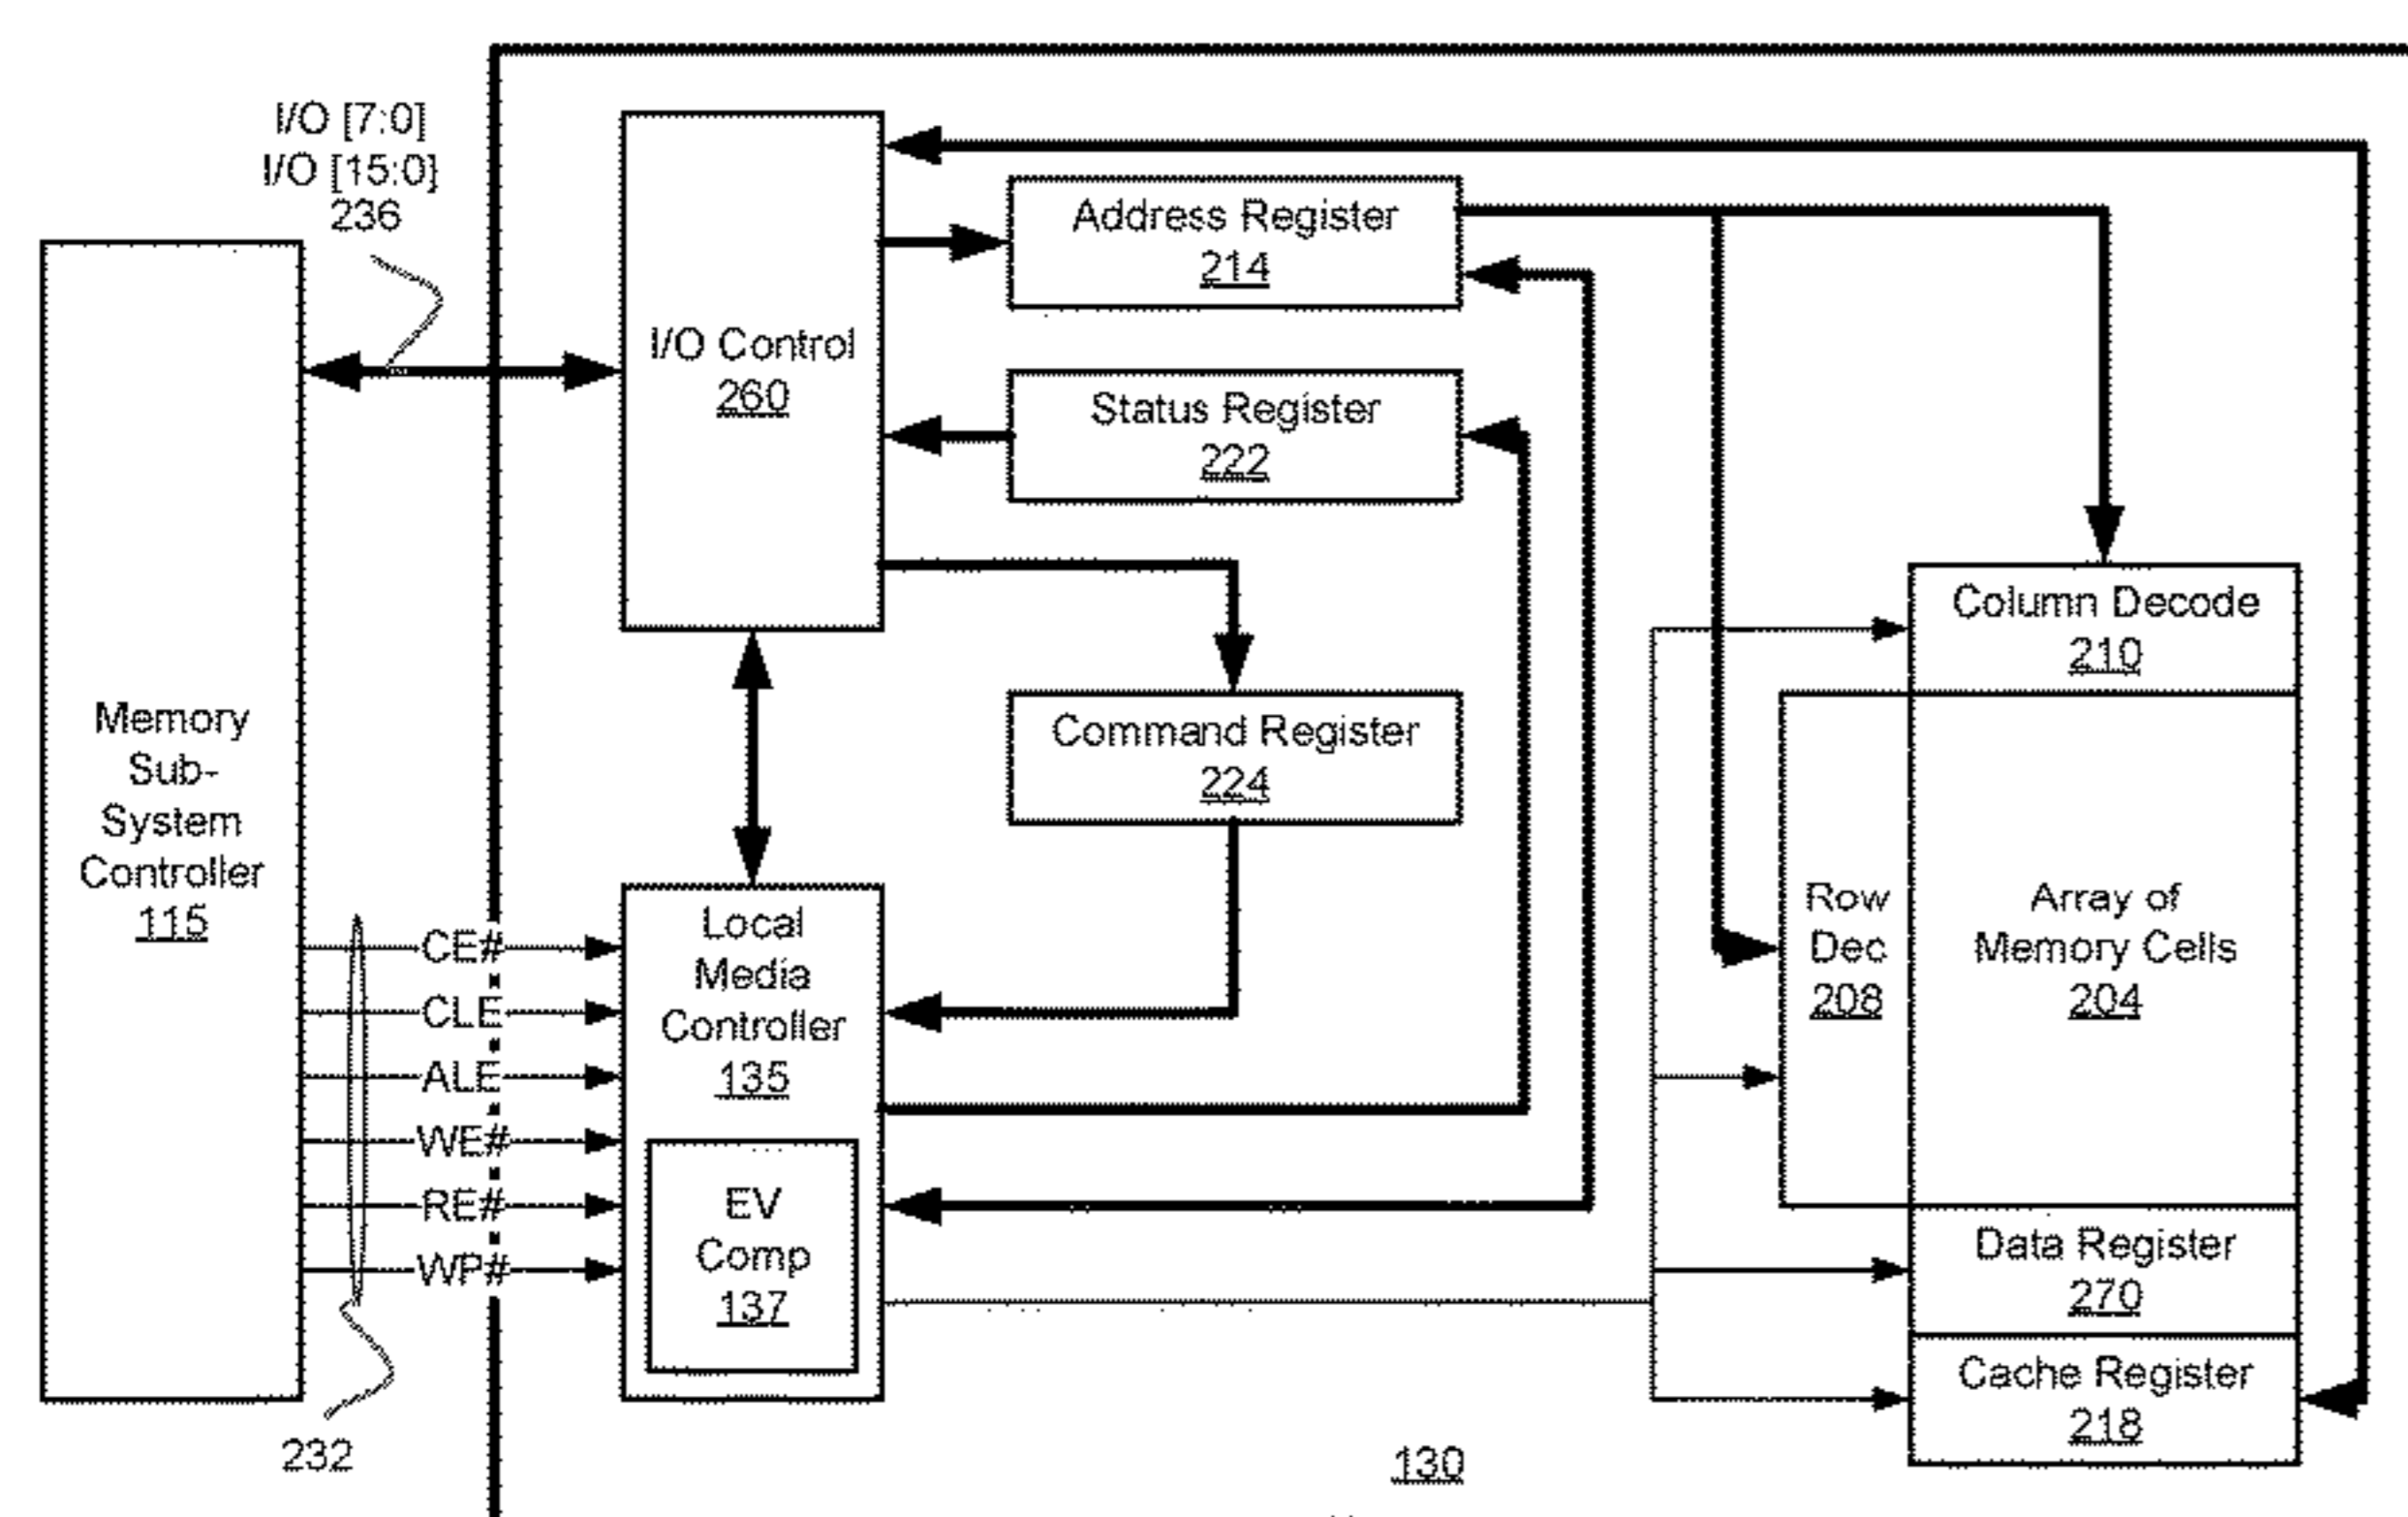 I/O [7:0]
I/O [15:0]
236
Memory
Sub-
System
Controller
115
I/O Control
260
Address Register
214
Status Register
222
Command Register
224
Local
Media
Controller
135
EV
Comp
137
CE#
CLE
ALE
WE#
RE#
WP#
232
Column Decode
210
Row
Dec
208
Array of
Memory Cells
204
Data Register
270
Cache Register
218
130